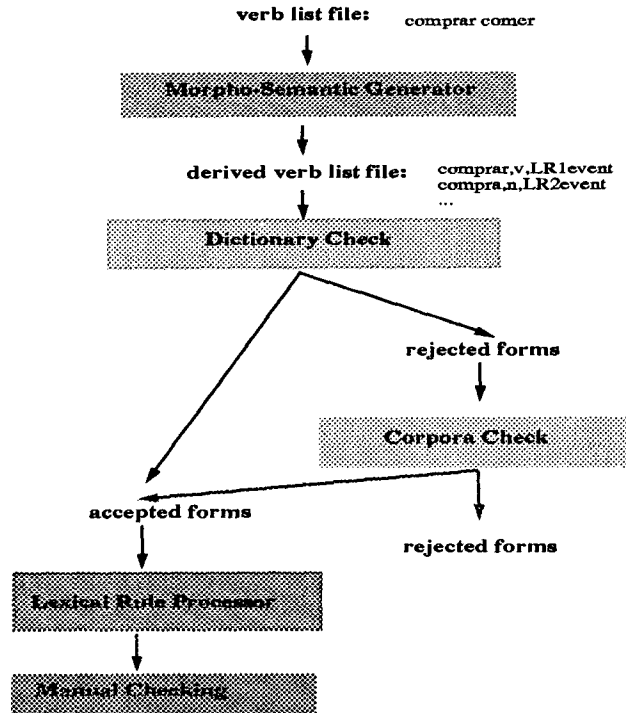 verb list file: comprar comer
Morpho-Semantic Generator
derived verb list file: comprar,v,LR1event
compra,n,LR2event
...
Dictionary Check
rejected forms
Corpora Check
accepted forms
rejected forms
Lexical Rule Processor
Manual Checking